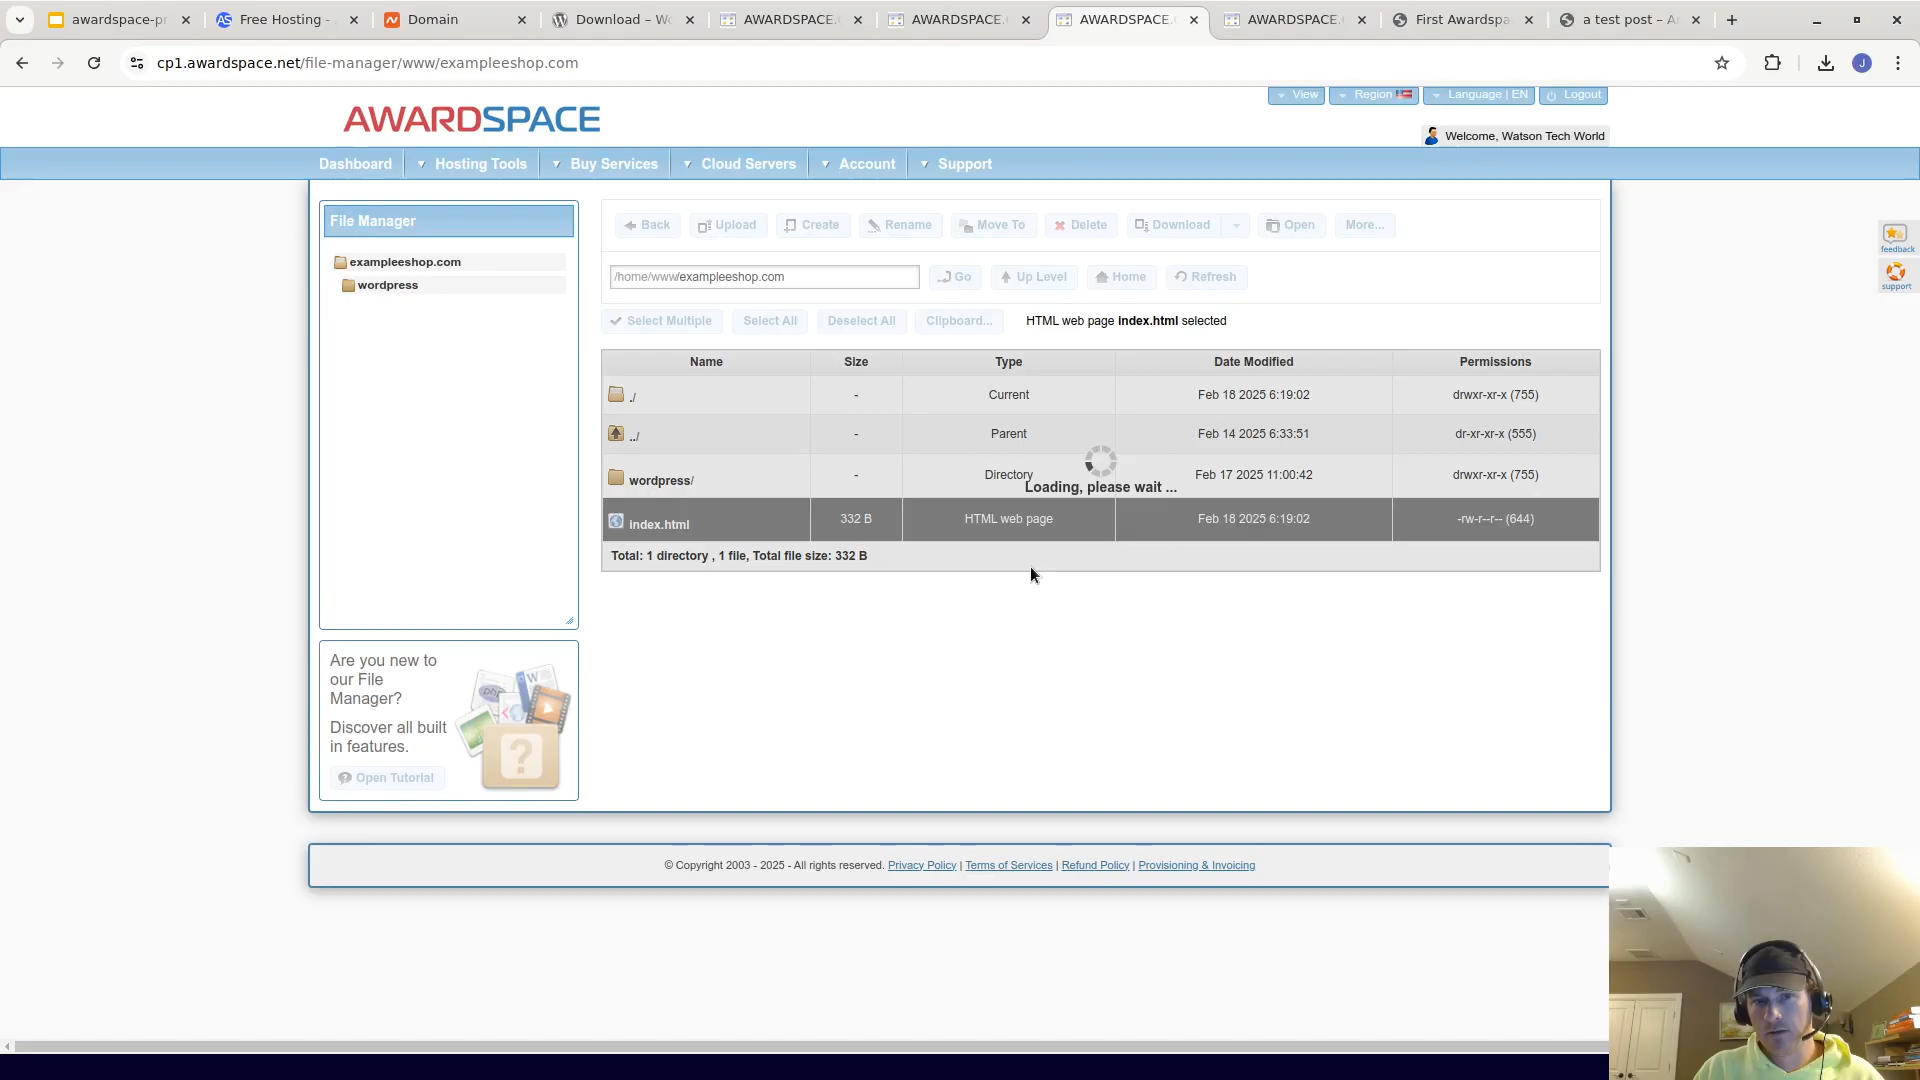 awardspace-pr
Free Hosting -
Domain
Download – Wo
AWARDSPACE.
AWARDSPACE.
AWARDSPACE.
AWARDSPACE.
First Awardspa
a test post – A
cp1.awardspace.net/file-manager/www/exampleeshop.com
J
View
Region
Language | EN
Logout
AWARDSPACE
Welcome, Watson Tech World
Dashboard
Hosting Tools
Buy Services
Cloud Servers
Account
Support
File Manager
exampleeshop.com
wordpress
Back
Upload
Create
Rename
Move To
Delete
Download
Open
More...
/home/www/exampleeshop.com
Go
Up Level
Home
Refresh
Select Multiple
Select All
Deselect All
Clipboard...
HTML web page index.html selected
Name Size Type Date Modified Permissions
./ - Current Feb 18 2025 6:19:02 drwxr-xr-x (755)
../ - Parent Feb 14 2025 6:33:51 dr-xr-xr-x (555)
wordpress/ - Directory Feb 17 2025 11:00:42 drwxr-xr-x (755)
Loading, please wait ...
index.html 332 B HTML web page Feb 18 2025 6:19:02 -rw-r--r-- (644)
Total: 1 directory , 1 file, Total file size: 332 B
feedback
support
Are you new to
our File
Manager?
Discover all built
in features.
Open Tutorial
php
W
?
© Copyright 2003 - 2025 - All rights reserved. Privacy Policy | Terms of Services | Refund Policy | Provisioning & Invoicing